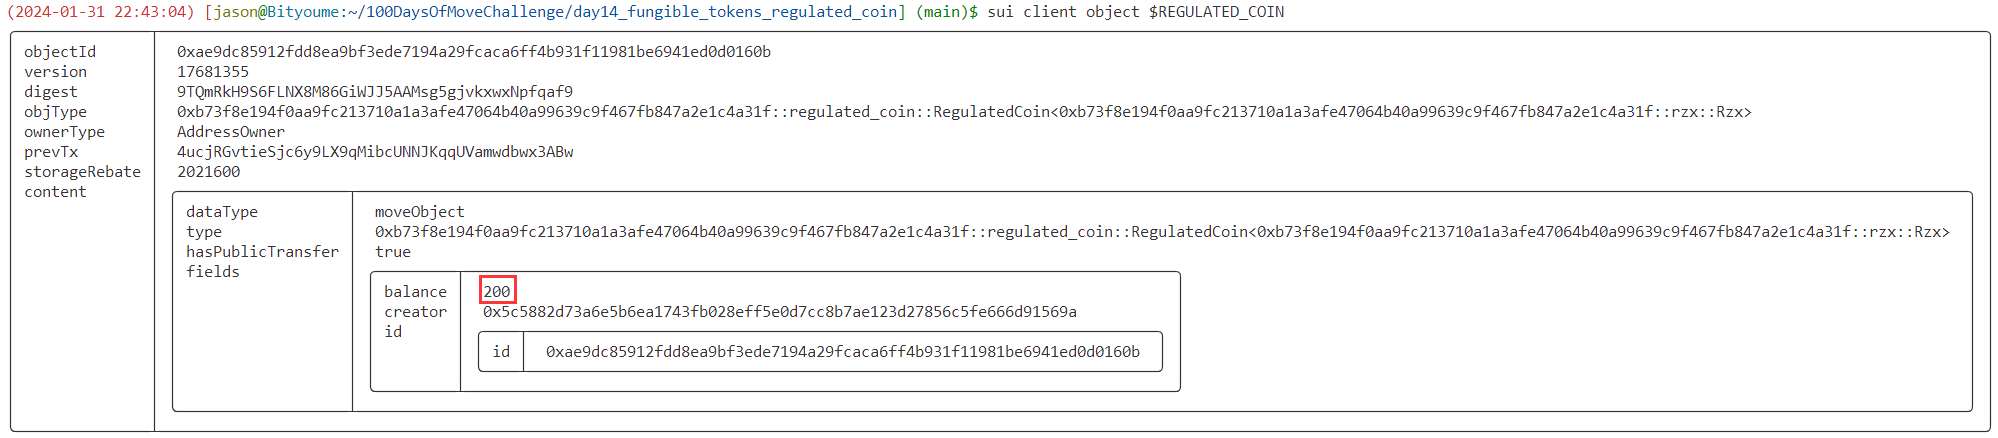 (2024-01-31 22:43:04) [jason@Bityoume:~/100DaysOfMoveChallenge/day14_fungible_tokens_regulated_coin] (main)$ sui client object $REGULATED_COIN
objectId 0xae9dc85912fdd8ea9bf3ede7194a29fcaca6ff4b931f11981be6941ed0d0160b
version 17681355
digest 9TQmRkH9S6FLNX8M86GiWJJ5AAMsg5gjvkxwxNpfqaf9
objType 0xb73f8e194f0aa9fc213710a1a3afe47064b40a99639c9f467fb847a2e1c4a31f::regulated_coin::RegulatedCoin<0xb73f8e194f0aa9fc213710a1a3afe47064b40a99639c9f467fb847a2e1c4a31f::rzx::Rzx>
ownerType AddressOwner
prevTx 4ucjRGvtieSjc6y9LX9qMibcUNNJKqqUVamwdbwx3ABw
storageRebate 2021600
content
dataType moveObject
type 0xb73f8e194f0aa9fc213710a1a3afe47064b40a99639c9f467fb847a2e1c4a31f::regulated_coin::RegulatedCoin<0xb73f8e194f0aa9fc213710a1a3afe47064b40a99639c9f467fb847a2e1c4a31f::rzx::Rzx>
hasPublicTransfer true
fields
balance 200
creator 0x5c5882d73a6e5b6ea1743fb028eff5e0d7cc8b7ae123d27856c5fe666d91569a
id
id 0xae9dc85912fdd8ea9bf3ede7194a29fcaca6ff4b931f11981be6941ed0d0160b